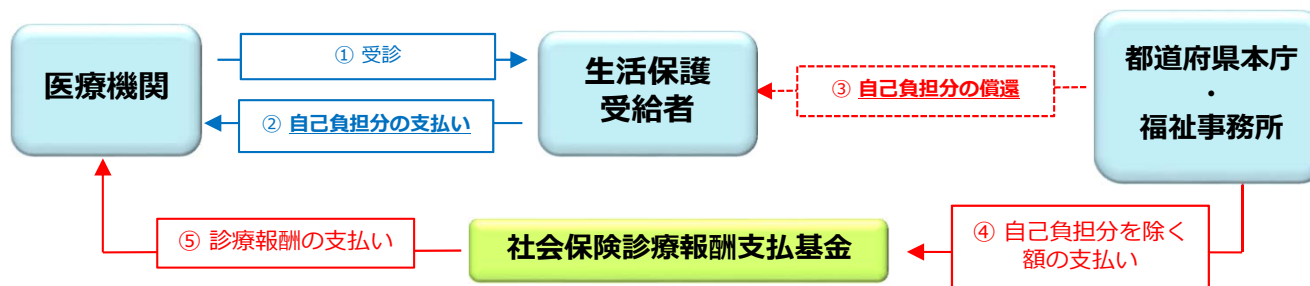 医療機関
① 受診
② 自己負担分の支払い
生活保護
受給者
③ 自己負担分の償還
都道府県本庁
・
福祉事務所
⑤ 診療報酬の支払い
社会保険診療報酬支払基金
④ 自己負担分を除く
額の支払い